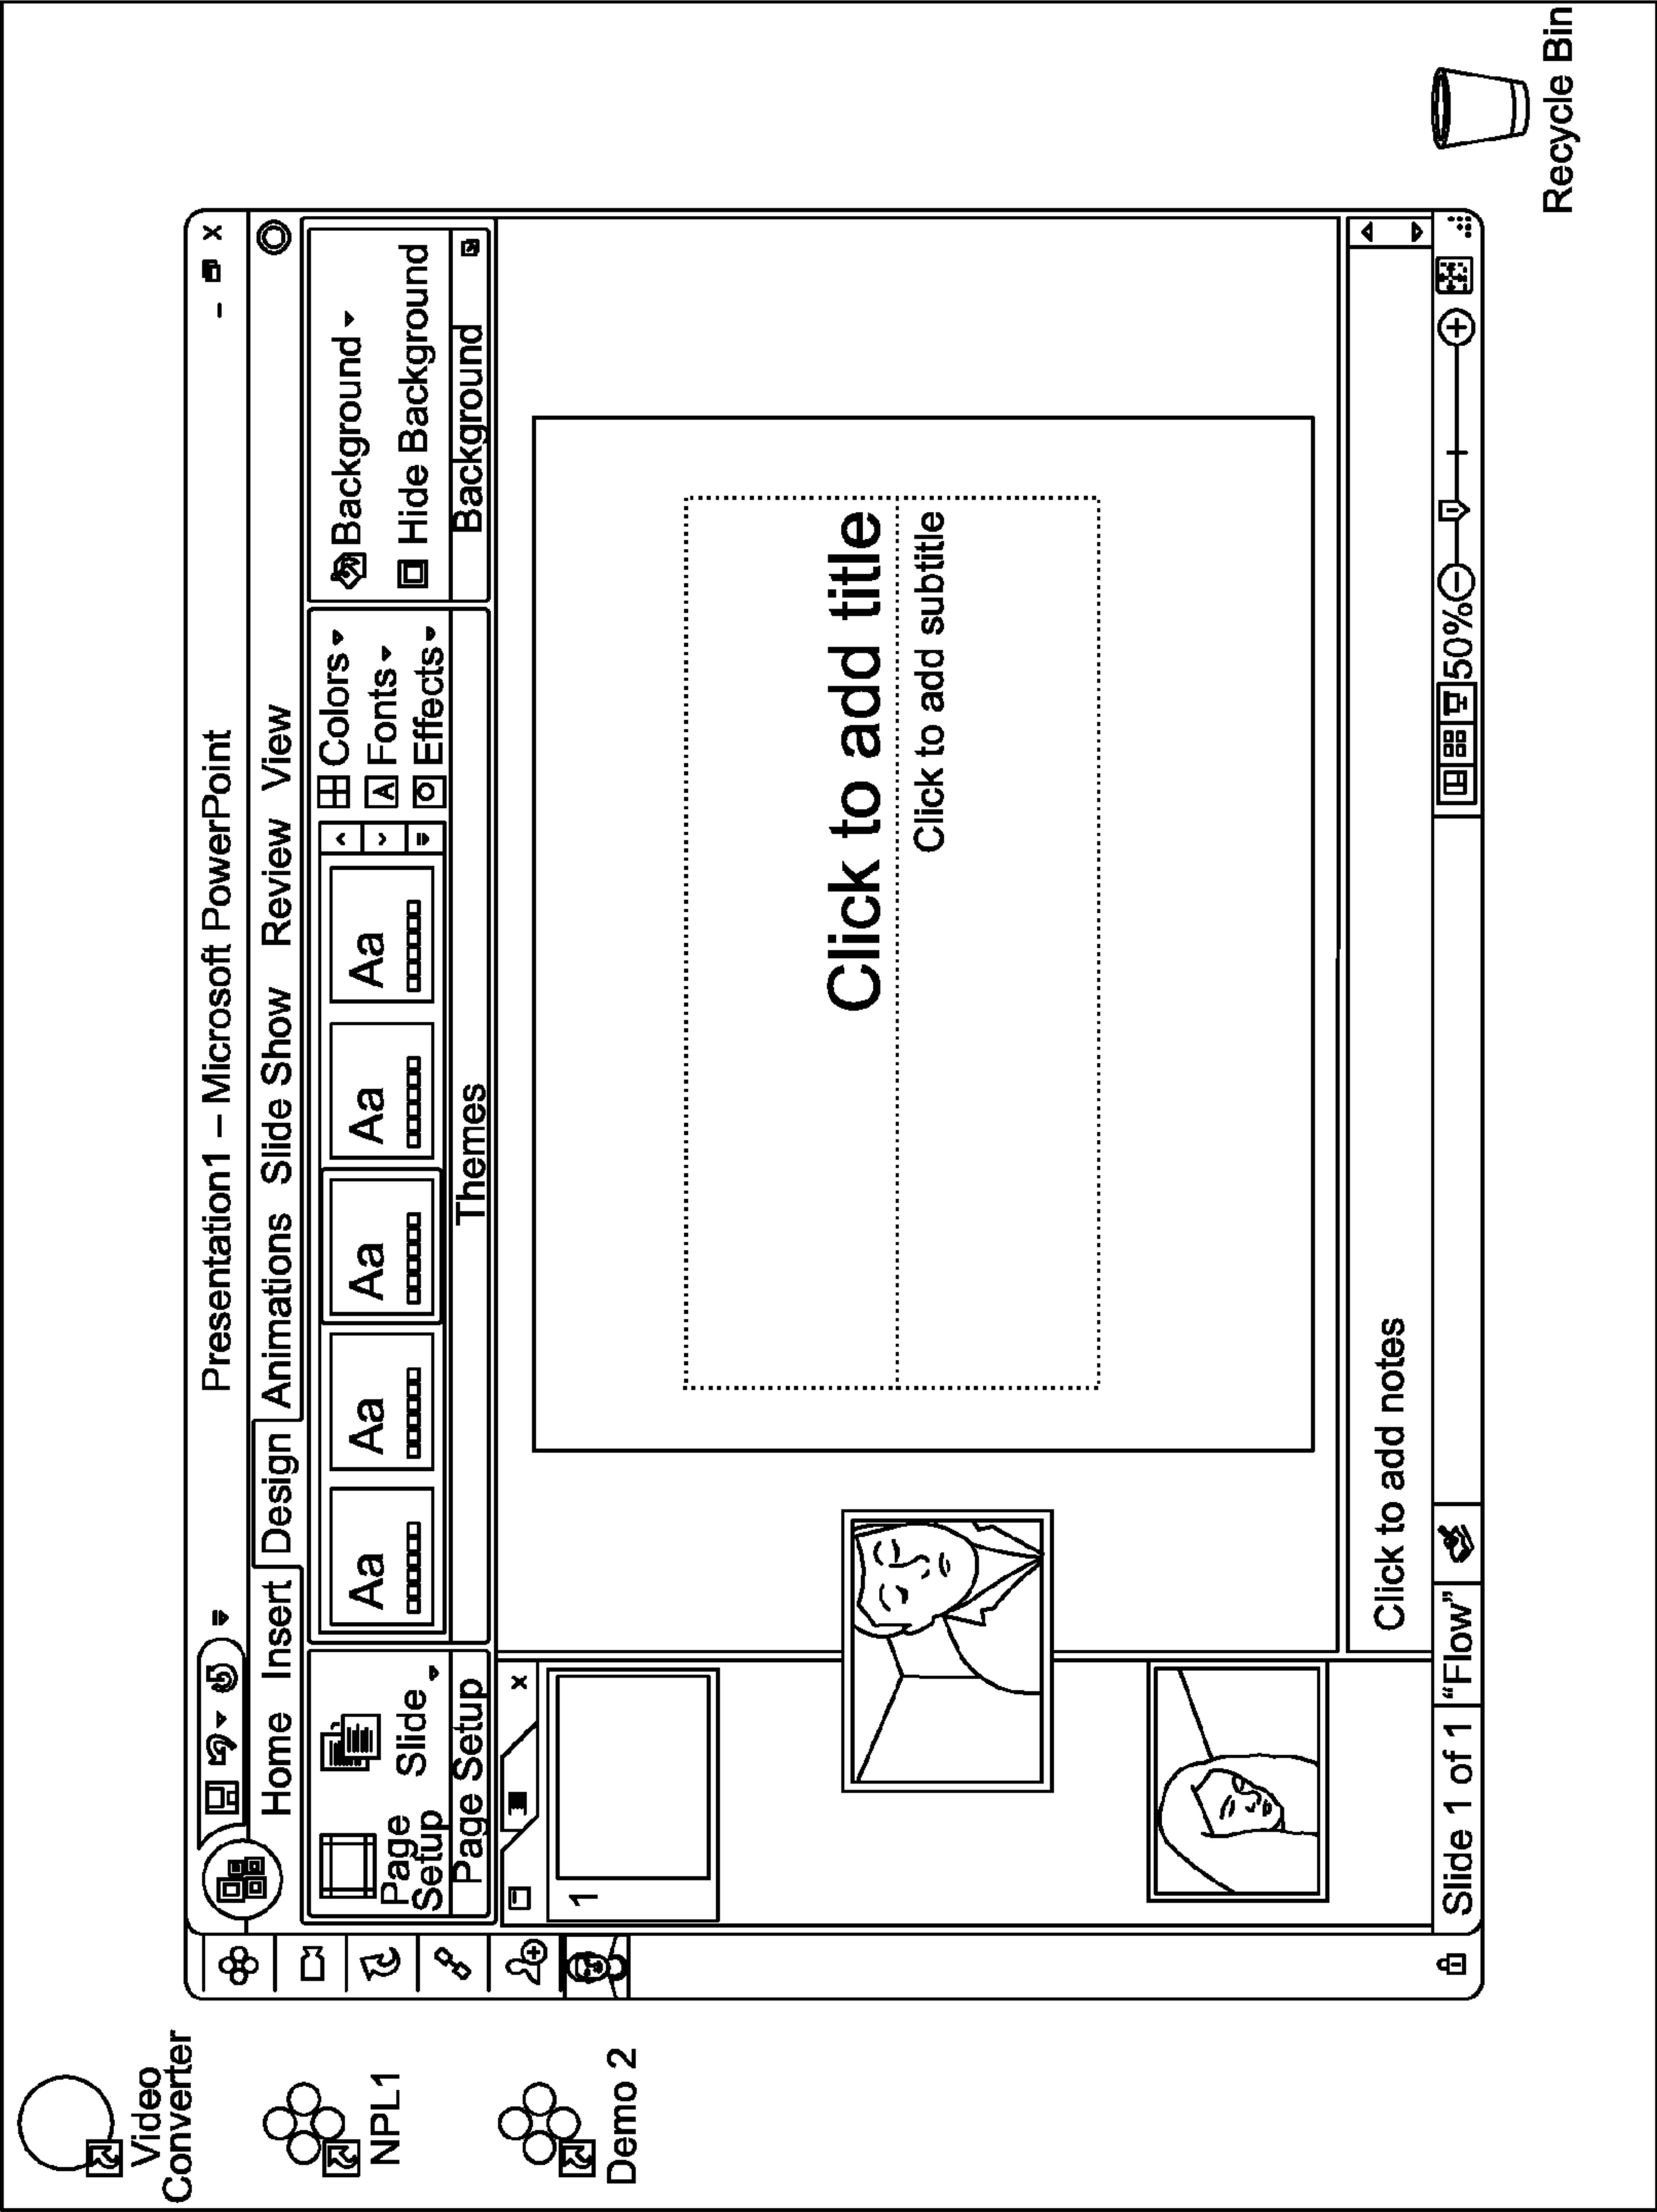 Video
Converter
NPL1
Demo 2
Presentation1 – Microsoft PowerPoint
Home Insert Design Animations Slide Show Review View
Page
Setup
Slide
Page Setup
Aa Aa Aa Aa Aa
Themes
Colors
A Fonts
Effects
Background
Hide Background
Background
1
Click to add title
Click to add subtitle
Click to add notes
Slide 1 of 1 “Flow” 50%
Recycle Bin